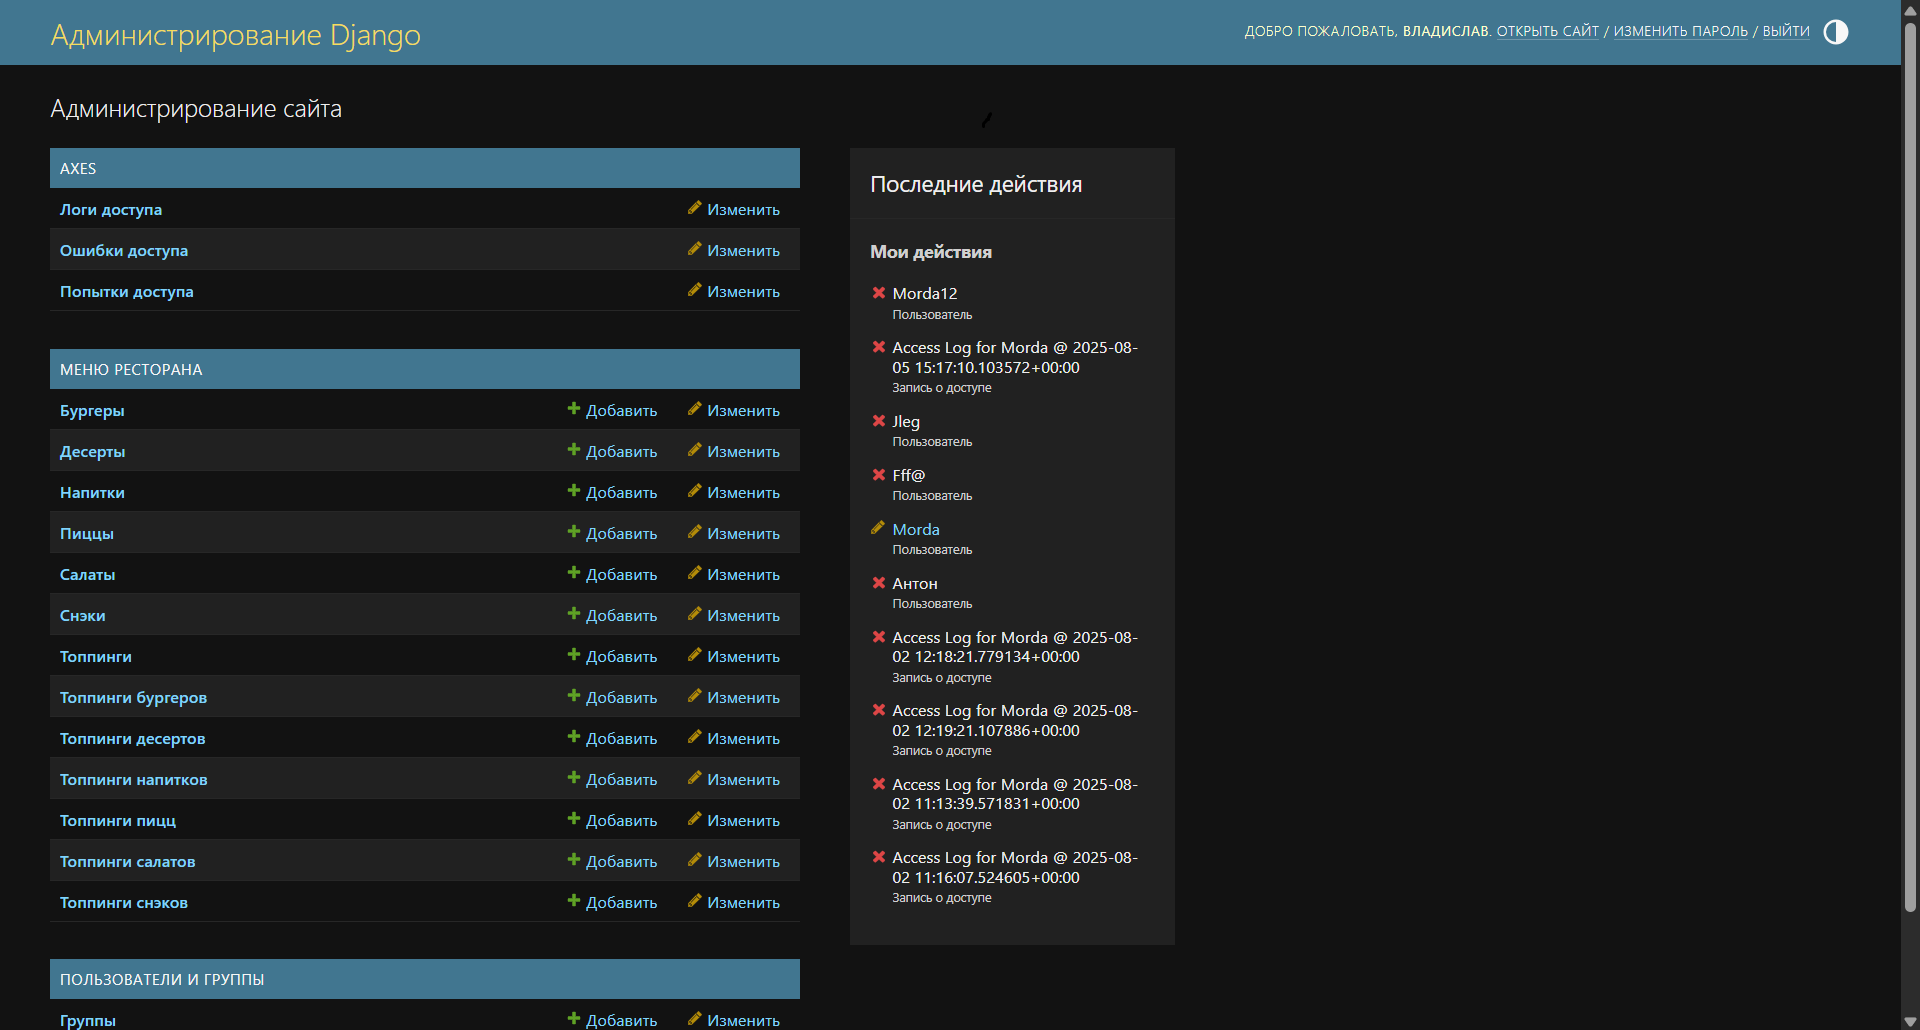 Администрирование Django
ДОБРО ПОЖАЛОВАТЬ, ВЛАДИСЛАВ. ОТКРЫТЬ САЙТ / ИЗМЕНИТЬ ПАРОЛЬ / ВЫЙТИ
Администрирование сайта
AXES
Логи доступа Изменить
Ошибки доступа Изменить
Попытки доступа Изменить
МЕНЮ РЕСТОРАНА
Бургеры Добавить Изменить
Десерты Добавить Изменить
Напитки Добавить Изменить
Пиццы Добавить Изменить
Салаты Добавить Изменить
Снэки Добавить Изменить
Топпинги Добавить Изменить
Топпинги бургеров Добавить Изменить
Топпинги десертов Добавить Изменить
Топпинги напитков Добавить Изменить
Топпинги пицц Добавить Изменить
Топпинги салатов Добавить Изменить
Топпинги снэков Добавить Изменить
ПОЛЬЗОВАТЕЛИ И ГРУППЫ
Группы Добавить Изменить
Последние действия
Мои действия
Morda12
Пользователь
Access Log for Morda @ 2025-08-
05 15:17:10.103572+00:00
Запись о доступе
Jleg
Пользователь
Fff@
Пользователь
Morda
Пользователь
Антон
Пользователь
Access Log for Morda @ 2025-08-
02 12:18:21.779134+00:00
Запись о доступе
Access Log for Morda @ 2025-08-
02 12:19:21.107886+00:00
Запись о доступе
Access Log for Morda @ 2025-08-
02 11:13:39.571831+00:00
Запись о доступе
Access Log for Morda @ 2025-08-
02 11:16:07.524605+00:00
Запись о доступе